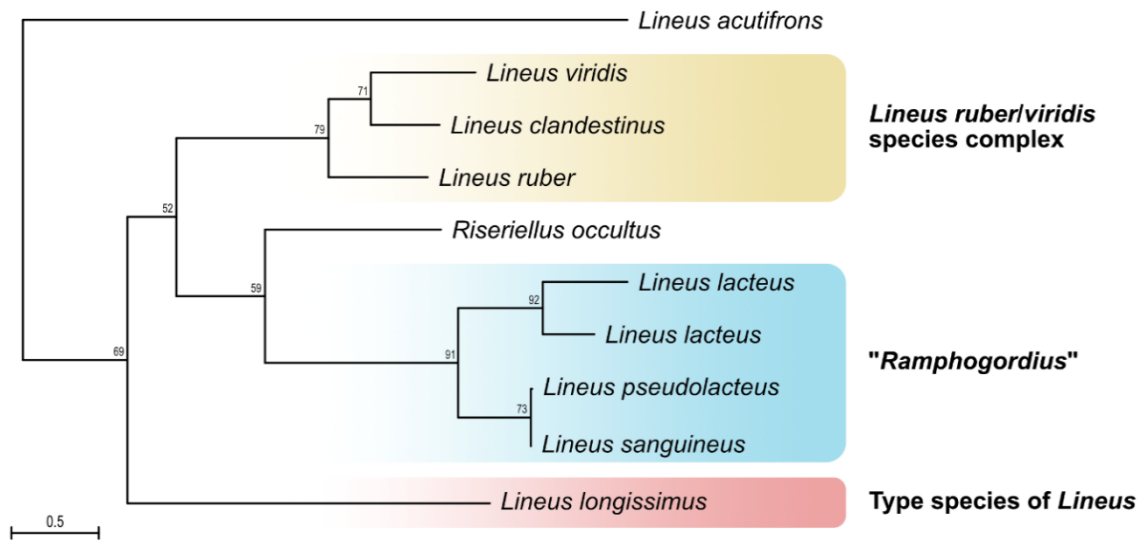 Lineus acutifrons
Lineus viridis
71
Lineus clandestinus
79
Lineus ruber
Lineus ruber/viridis
species complex
52
Riseriellus occultus
59
Lineus lacteus
92
Lineus lacteus
91
Lineus pseudolacteus
73
Lineus sanguineus
"Ramphogordius"
69
Lineus longissimus
Type species of Lineus
0.5